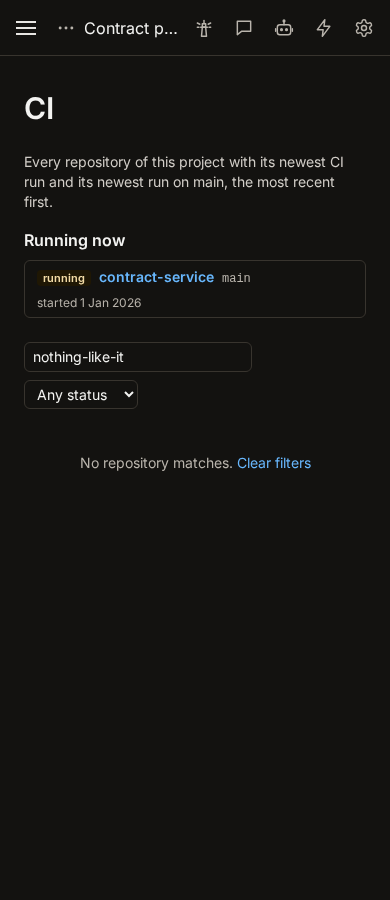 Contract p...
CI
Every repository of this project with its newest CI
run and its newest run on main, the most recent
first.
Running now
running contract-service main
started 1 Jan 2026
nothing-like-it
Any status
No repository matches. Clear filters